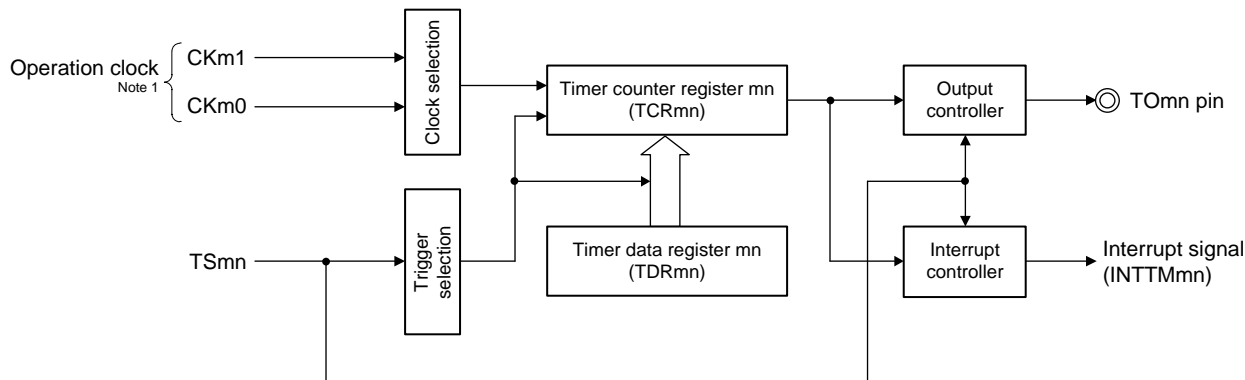 Operation clock
Note 1
CKm1
CKm0
Clock selection
Timer counter register mn
(TCRmn)
Output
controller
TOmn pin
TSmn
Trigger
selection
Timer data register mn
(TDRmn)
Interrupt
controller
Interrupt signal
(INTTMmn)